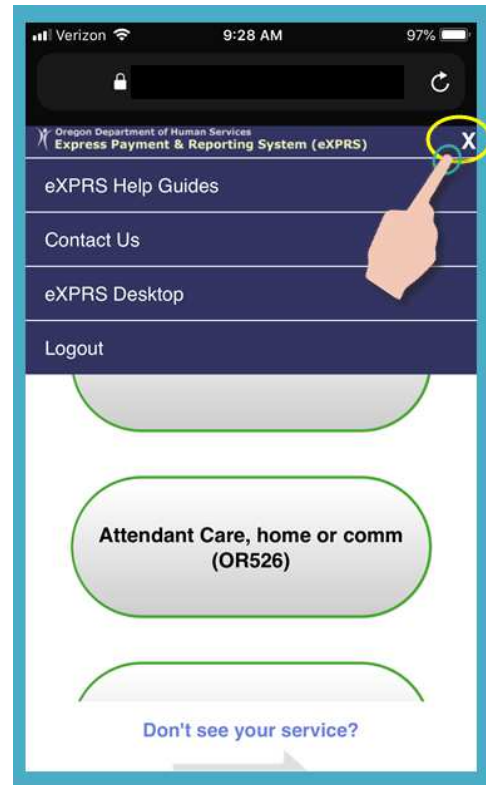 Verizon 9:28 AM 97%
Oregon Department of Human Services
Express Payment & Reporting System (eXPRS) X
eXPRS Help Guides
Contact Us
eXPRS Desktop
Logout
Attendant Care, home or comm
(OR526)
Don't see your service?